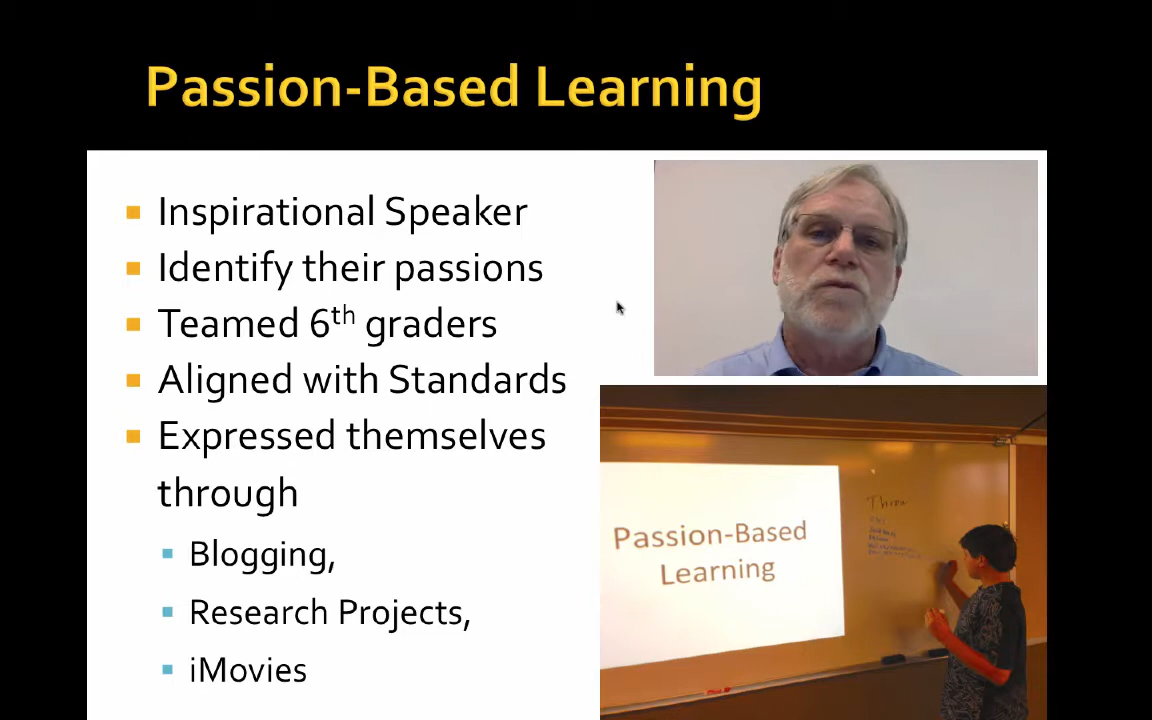 Passion-Based Learning
Inspirational Speaker
Identify their passions
Teamed 6th graders
Aligned with Standards
Expressed themselves
through
Blogging,
Research Projects,
iMovies
Passion-Based
Learning